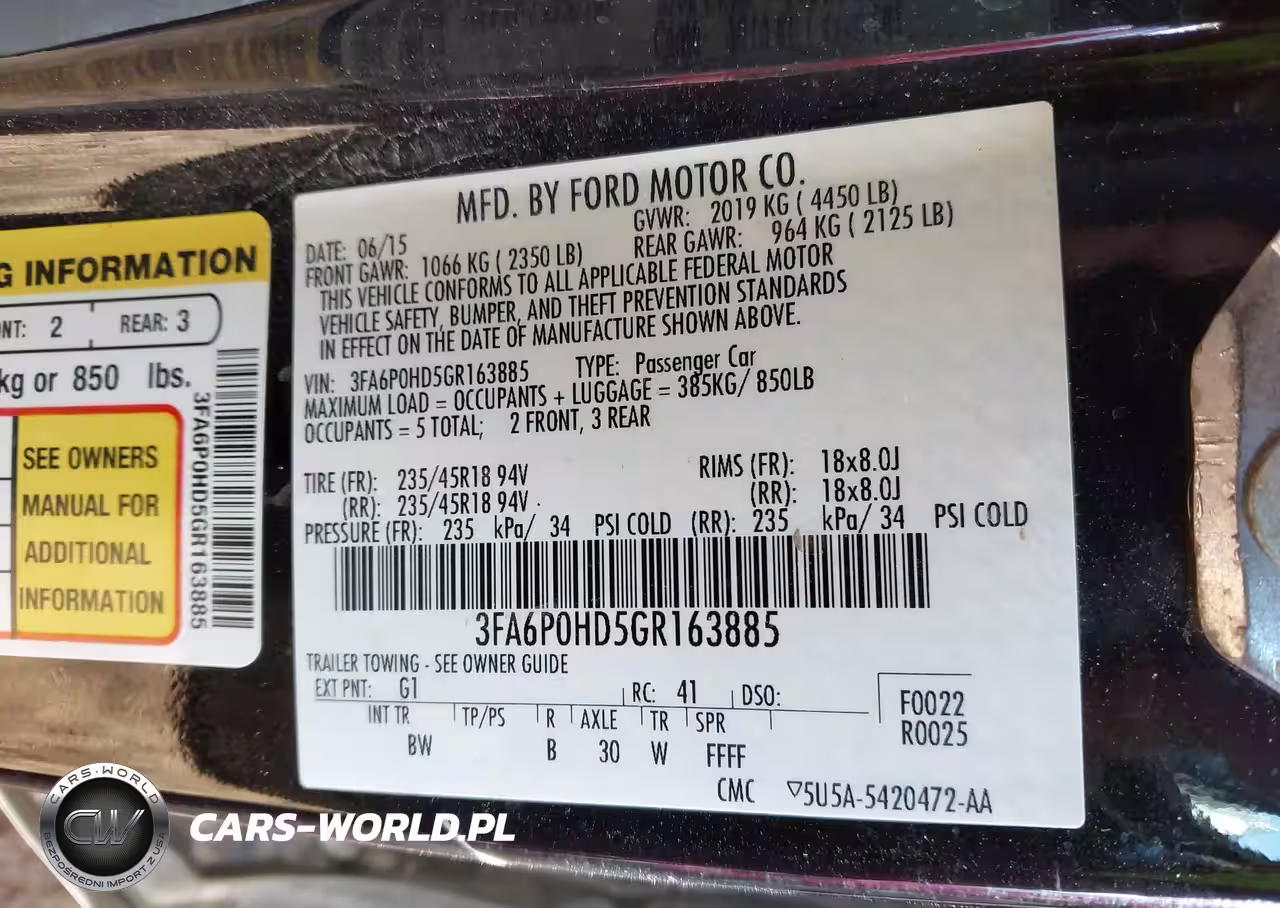 G INFORMATION
NT: 2 REAR: 3
kg or 850 lbs.
SEE OWNERS
MANUAL FOR
ADDITIONAL
INFORMATION
3FA6P0HD5GR163885
MFD. BY FORD MOTOR CO.
DATE: 06/15 GVWR: 2019 KG ( 4450 LB)
FRONT GAWR: 1066 KG ( 2350 LB) REAR GAWR: 964 KG ( 2125 LB)
THIS VEHICLE CONFORMS TO ALL APPLICABLE FEDERAL MOTOR
VEHICLE SAFETY, BUMPER, AND THEFT PREVENTION STANDARDS
IN EFFECT ON THE DATE OF MANUFACTURE SHOWN ABOVE.
VIN: 3FA6P0HD5GR163885 TYPE: Passenger Car
MAXIMUM LOAD = OCCUPANTS + LUGGAGE = 385KG/ 850LB
OCCUPANTS = 5 TOTAL; 2 FRONT, 3 REAR
TIRE (FR): 235/45R18 94V RIMS (FR): 18x8.0J
(RR): 235/45R18 94V (RR): 18x8.0J
PRESSURE (FR): 235 kPa/ 34 PSI COLD (RR): 235 kPa/ 34 PSI COLD
3FA6P0HD5GR163885
TRAILER TOWING - SEE OWNER GUIDE
EXT PNT: G1 RC: 41 DSO:
F0022
R0025
INT TR TP/PS R AXLE TR SPR
BW B 30 W FFFF
CMC ▽5U5A-5420472-AA
CARS-WORLD
CW
BEZPOŚREDNI IMPORT Z USA
CARS-WORLD.PL